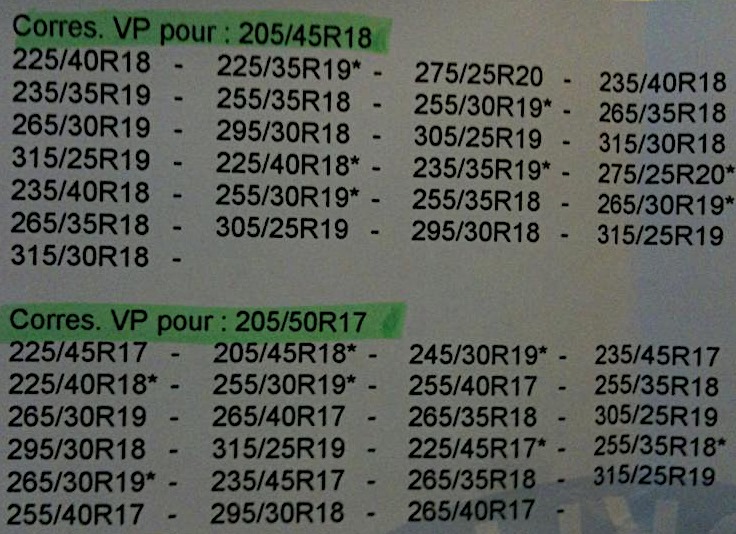 Corres. VP pour : 205/45R18
225/40R18 - 225/35R19* - 275/25R20 - 235/40R18
235/35R19 - 255/35R18 - 255/30R19* - 265/35R18
265/30R19 - 295/30R18 - 305/25R19 - 315/30R18
315/25R19 - 225/40R18* - 235/35R19* - 275/25R20*
235/40R18 - 255/30R19* - 255/35R18 - 265/30R19*
265/35R18 - 305/25R19 - 295/30R18 - 315/25R19
315/30R18 -
Corres. VP pour : 205/50R17
225/45R17 - 205/45R18* - 245/30R19* - 235/45R17
225/40R18* - 255/30R19* - 255/40R17 - 255/35R18
265/30R19 - 265/40R17 - 265/35R18 - 305/25R19
295/30R18 - 315/25R19 - 225/45R17* - 255/35R18*
265/30R19* - 235/45R17 - 265/35R18 - 315/25R19
255/40R17 - 295/30R18 - 265/40R17 -